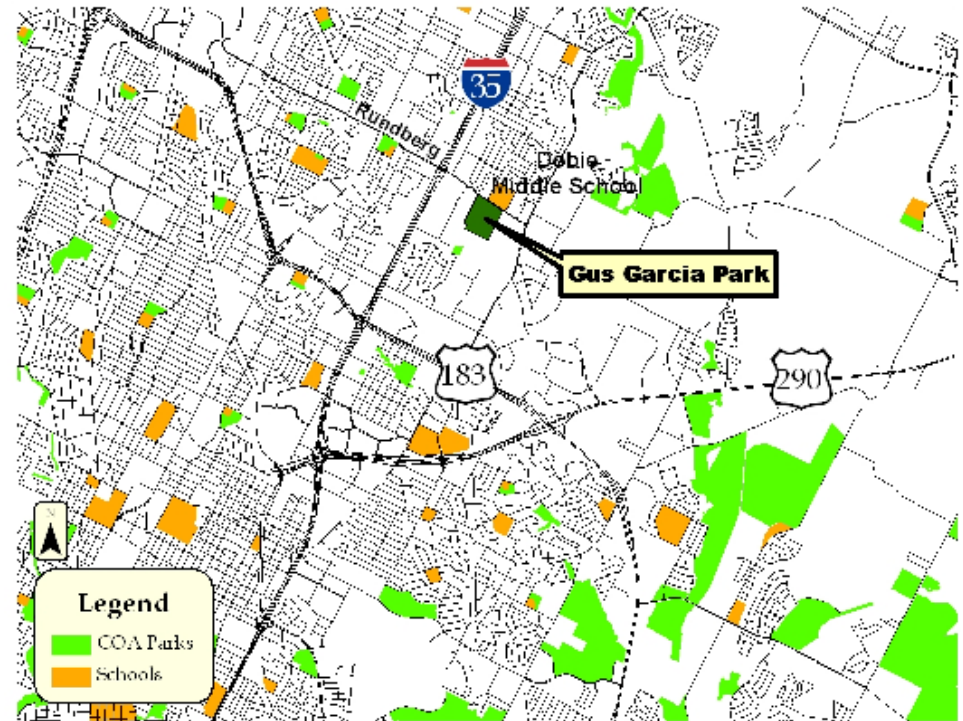 35
Rundberg
Dobie
Middle School
Gus Garcia Park
183
290
N
Legend
COA Parks
Schools